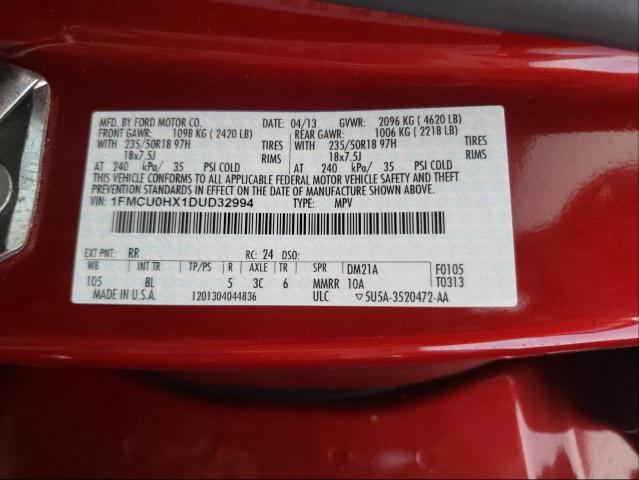 MFD. BY FORD MOTOR CO. 04/13 GVWR: 2096 KG ( 4620 LB)
FRONT GAWR: 1098 KG ( 2420 LB) REAR GAWR: 1006 KG ( 2218 LB)
WITH 235/50R18 97H TIRES WITH 235/50R18 97H TIRES
18x7.5J RIMS 18x7.5J RIMS
AT 240 kPa/ 35 PSI COLD AT 240 kPa/ 35 PSI COLD
THIS VEHICLE CONFORMS TO ALL APPLICABLE FEDERAL MOTOR VEHICLE SAFETY AND THEFT
PREVENTION STANDARDS IN EFFECT ON THE DATE OF MANUFACTURE SHOWN ABOVE.
VIN: 1FMCU0HX1DUD32994 TYPE: MPV
EXT PNT: RR RC: 24 DSO:
WB INT TR TP/PS R AXLE TR SPR DM21A F0105
105 8L 5 3C 6 MMRR 10A T0313
MADE IN U.S.A. 1201304044836 ULC 5U5A-3520472-AA